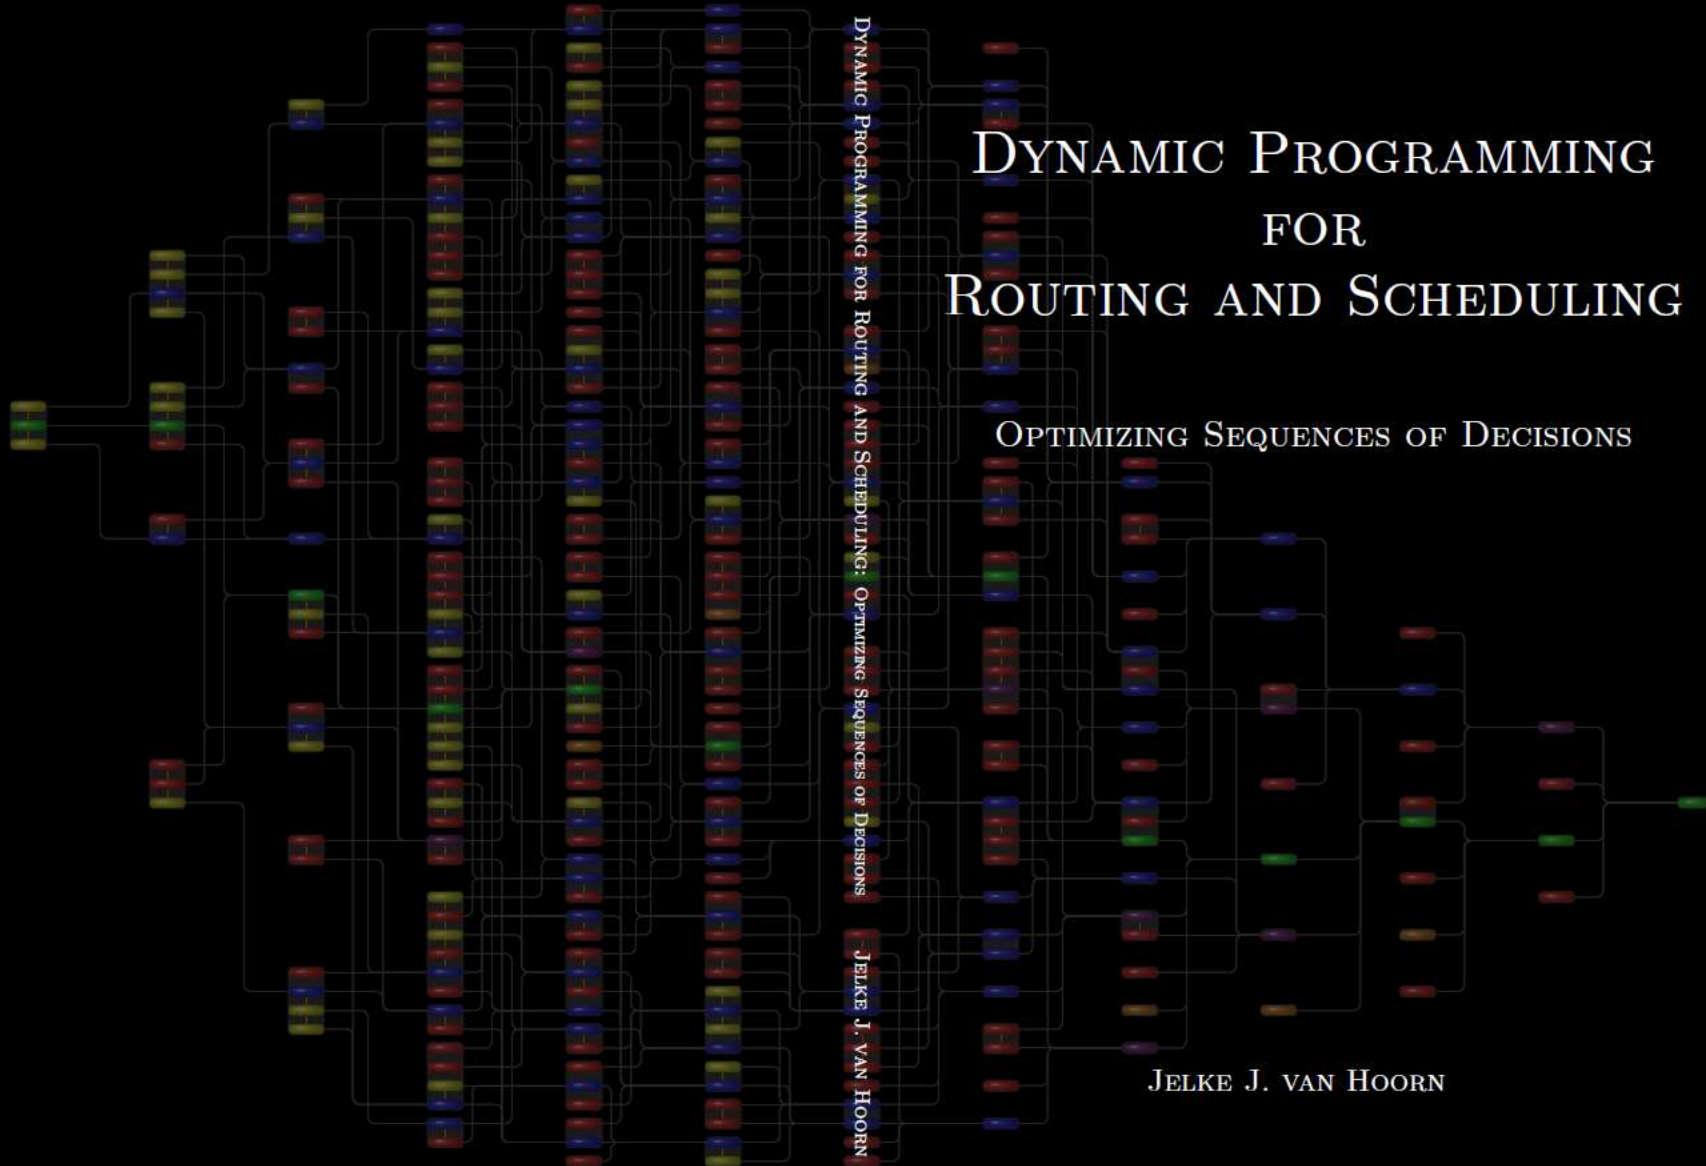 Dynamic Programming for Routing and Scheduling: Optimizing Sequences of Decisions
Jelke J. van Hoorn
Dynamic Programming
for
Routing and Scheduling
Optimizing Sequences of Decisions
Jelke J. van Hoorn